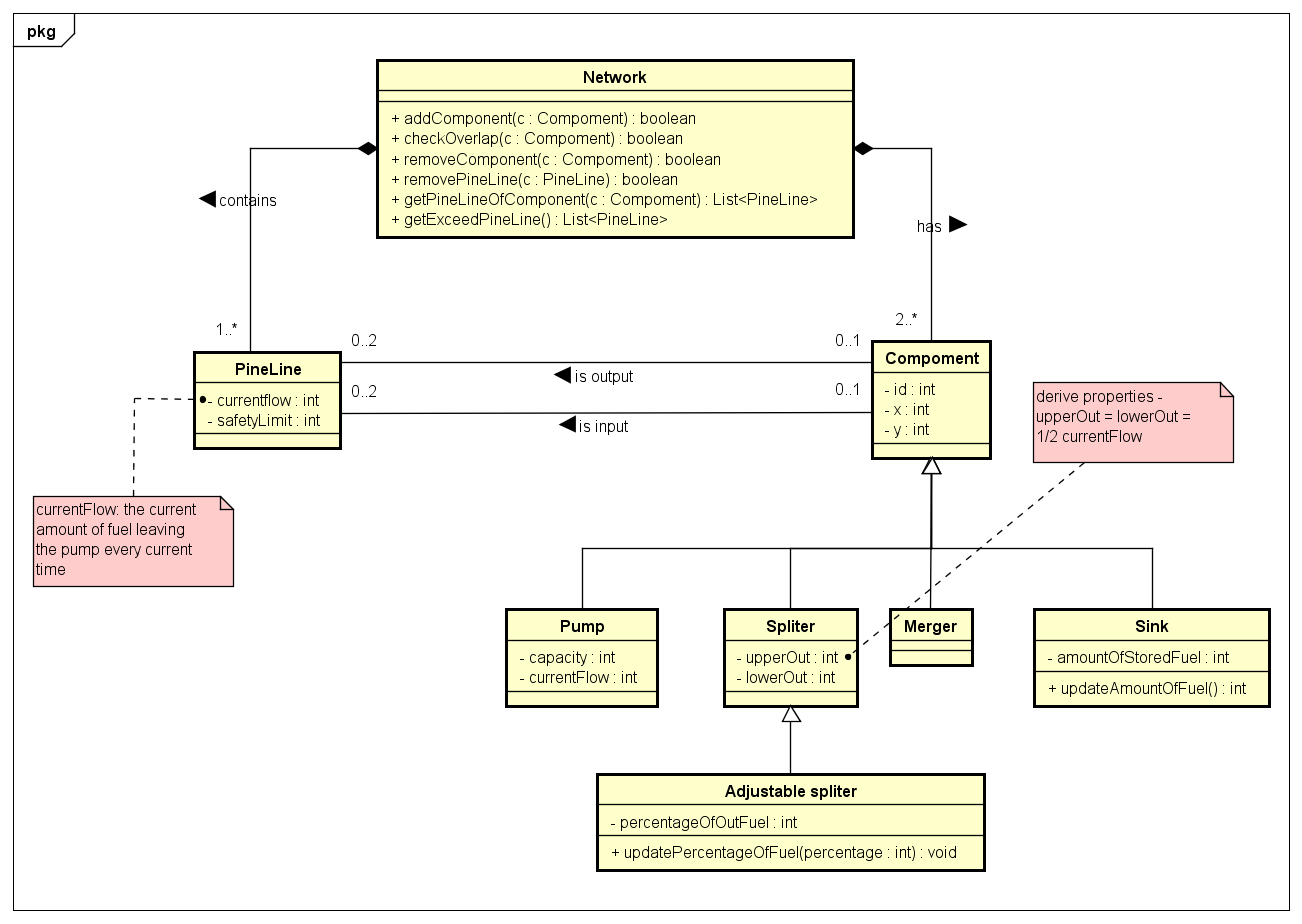 pkg
Network
+ addComponent(c : Compoment) : boolean
+ checkOverlap(c : Compoment) : boolean
+ removeComponent(c : Compoment) : boolean
+ removePineLine(c : PineLine) : boolean
+ getPineLineOfComponent(c : Compoment) : List<PineLine>
+ getExceedPineLine() : List<PineLine>
contains
has
1..*
2..*
0..2
0..1
is output
0..2
0..1
is input
PineLine
- currentflow : int
- safetyLimit : int
Compoment
- id : int
- x : int
- y : int
derive properties -
upperOut = lowerOut =
1/2 currentFlow
currentFlow: the current
amount of fuel leaving
the pump every current
time
Pump
- capacity : int
- currentFlow : int
Spliter
- upperOut : int
- lowerOut : int
Merger
Sink
- amountOfStoredFuel : int
+ updateAmountOfFuel() : int
Adjustable spliter
- percentageOfOutFuel : int
+ updatePercentageOfFuel(percentage : int) : void